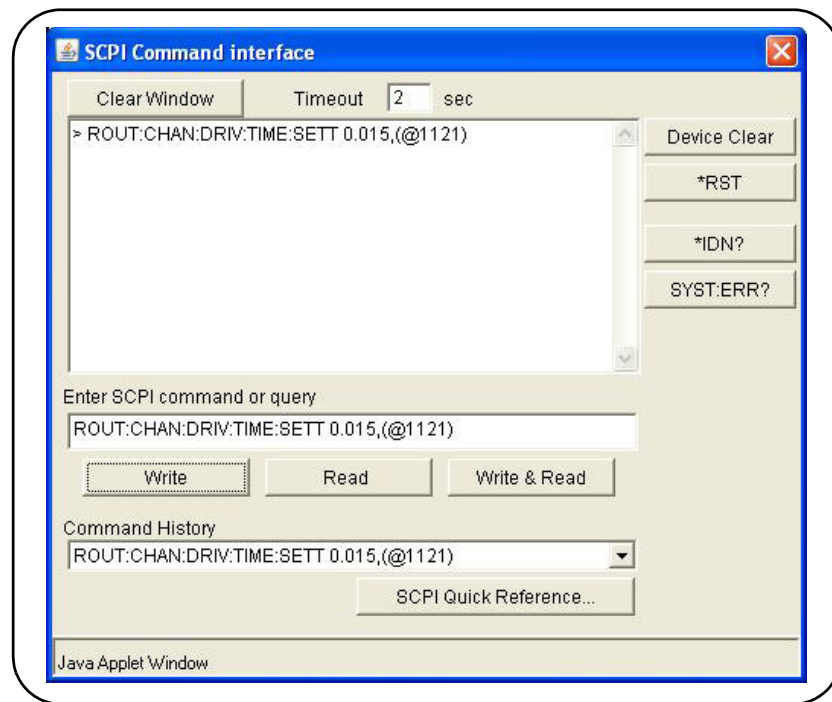 SCPI Command interface
Clear Window Timeout 2 sec
> ROUT:CHAN:DRIV:TIME:SETT 0.015,(@1121)
Device Clear
*RST
*IDN?
SYST:ERR?
Enter SCPI command or query
ROUT:CHAN:DRIV:TIME:SETT 0.015,(@1121)
Write Read Write & Read
Command History
ROUT:CHAN:DRIV:TIME:SETT 0.015,(@1121)
SCPI Quick Reference...
Java Applet Window